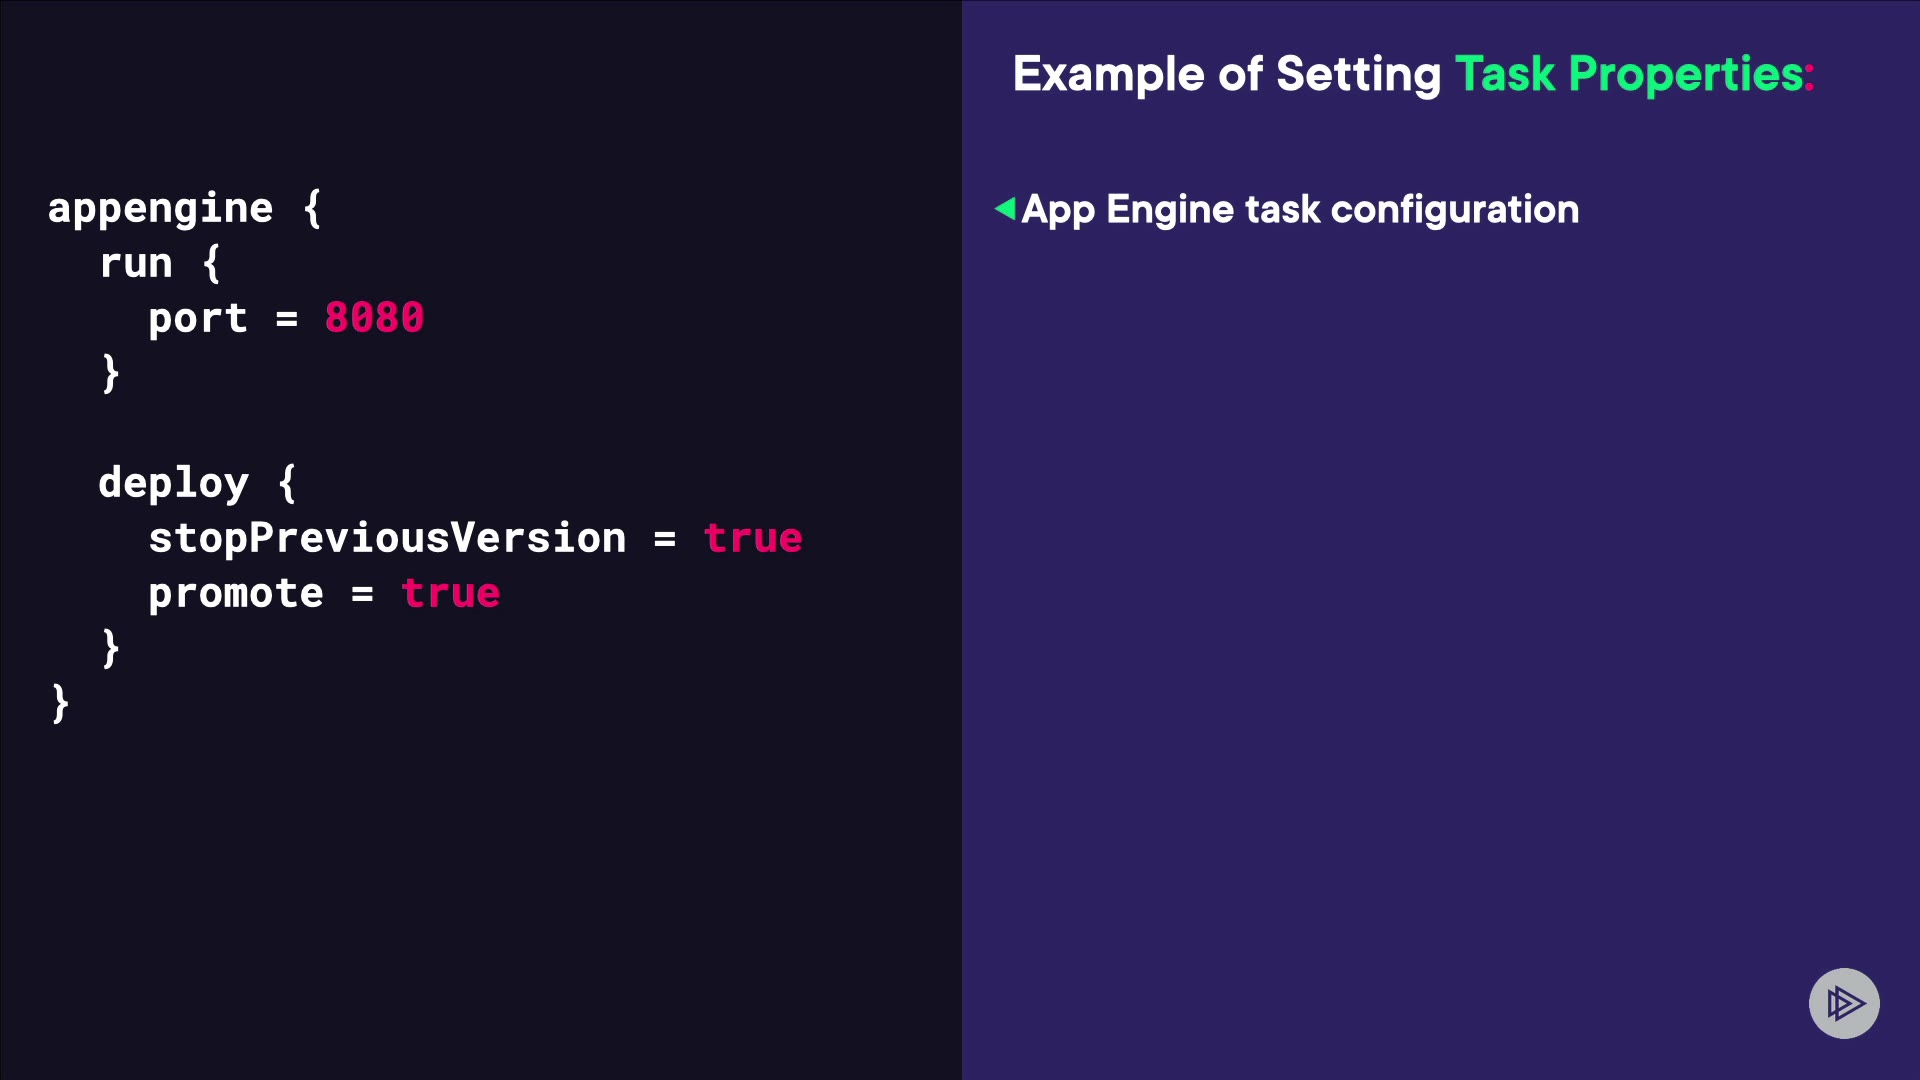 Example of Setting Task Properties:
appengine {
run {
port = 8080
}
deploy {
stopPreviousVersion = true
promote = true
}
}
App Engine task configuration